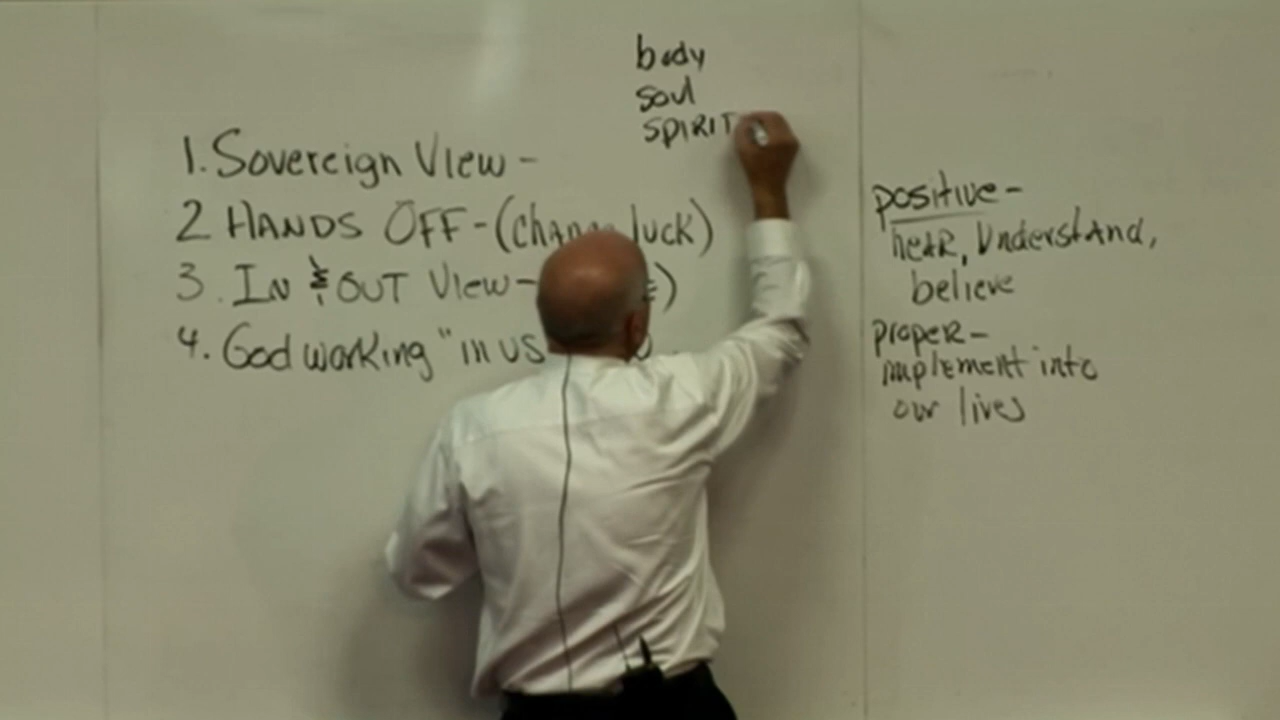 body
soul
SPIRIT
1. Sovereign View -
2 HANDS OFF - (Chan luck)
3. IN & OUT View -
4. God working "in us
positive -
hear, Understand,
believe
proper -
implement into
our lives